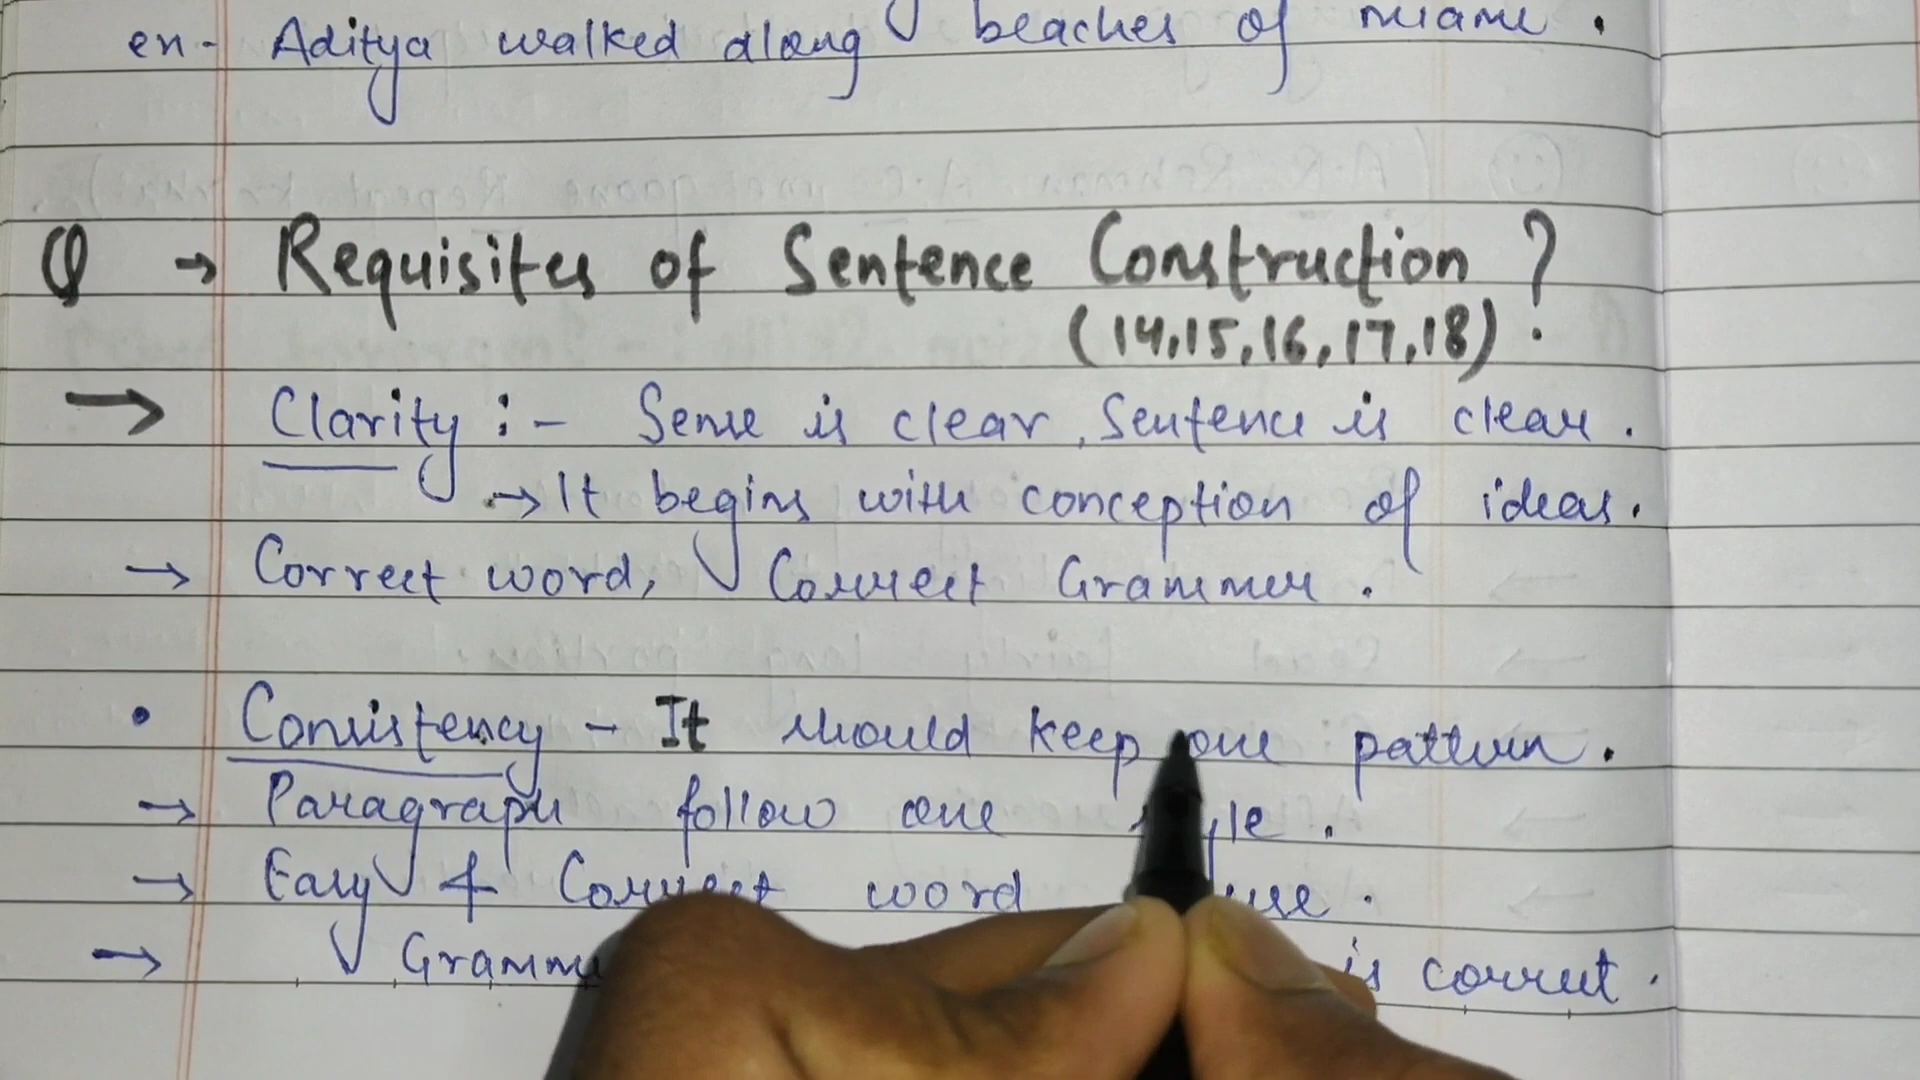 ex- Aditya walked along beaches of miami.
Q → Requisites of Sentence Construction ?
(14,15,16,17,18).
→ Clarity :- Sense is clear, Sentence is clear.
→ It begins with conception of ideas.
→ Correct word, Correct Grammer.
• Consistency - It should keep one pattern.
→ Paragraph follow one
→ Easy & Correct word use.
→ is correct.